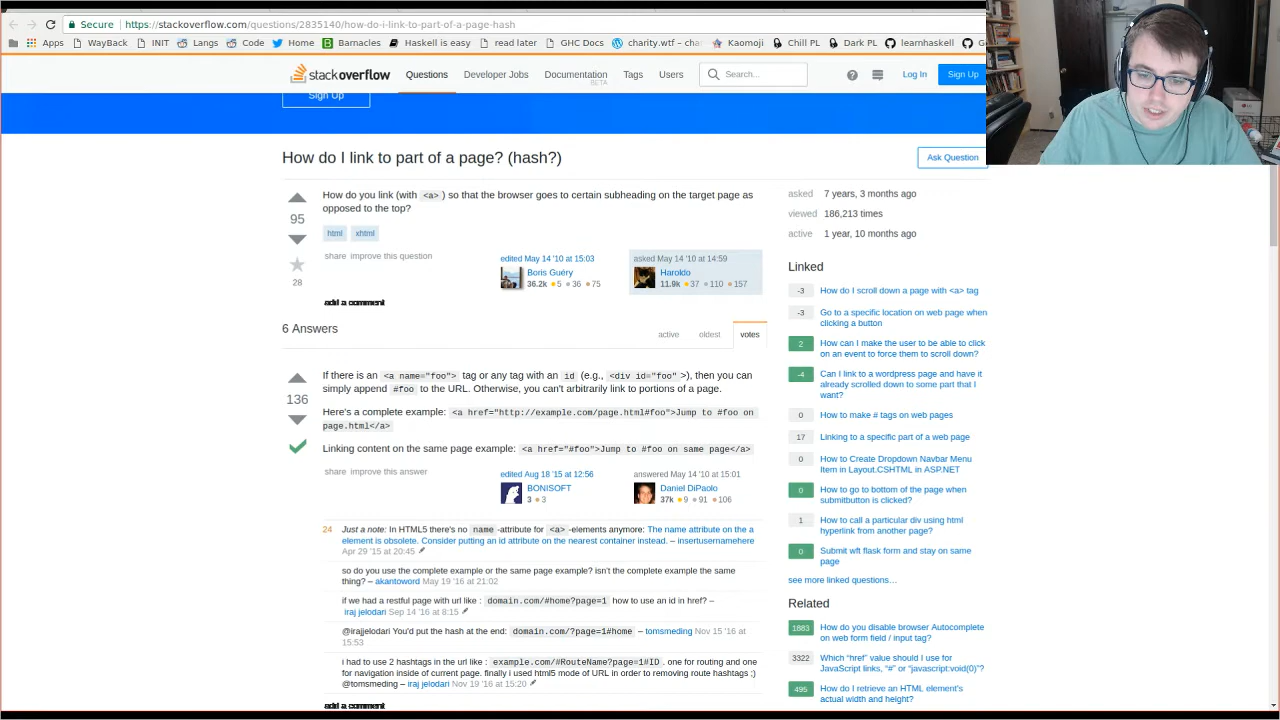 Secure https://stackoverflow.com/questions/2835140/how-do-i-link-to-part-of-a-page-hash
Apps WayBack INIT Langs Code Home Barnacles Haskell is easy read later GHC Docs charity.wtf – cha Kaomoji Chill PL Dark PL learnhaskell G
stackoverflow Questions Developer Jobs Documentation Tags Users Search... Log In Sign Up
BETA
Sign Up
How do I link to part of a page? (hash?)
Ask Question
95
How do you link (with <a>) so that the browser goes to certain subheading on the target page as
opposed to the top?
html xhtml
share improve this question
28
edited May 14 '10 at 15:03
Boris Guéry
36.2k 5 36 75
asked May 14 '10 at 14:59
Haroldo
11.9k 37 110 157
add a comment
asked 7 years, 3 months ago
viewed 186,213 times
active 1 year, 10 months ago
6 Answers
active oldest votes
136
If there is an <a name="foo"> tag or any tag with an id (e.g., <div id="foo">), then you can
simply append #foo to the URL. Otherwise, you can't arbitrarily link to portions of a page.
Here's a complete example: <a href="http://example.com/page.html#foo">Jump to #foo on
page.html</a>
Linking content on the same page example: <a href="#foo">Jump to #foo on same page</a>
share improve this answer
edited Aug 18 '15 at 12:56
BONISOFT
3 3
answered May 14 '10 at 15:01
Daniel DiPaolo
37k 9 91 106
24 Just a note: In HTML5 there's no name -attribute for <a> -elements anymore: The name attribute on the a
element is obsolete. Consider putting an id attribute on the nearest container instead. – insertusernamehere
Apr 29 '15 at 20:45
so do you use the complete example or the same page example? isn't the complete example the same
thing? – akantoword May 19 '16 at 21:02
if we had a restful page with url like : domain.com/#home?page=1 how to use an id in href? –
iraj jelodari Sep 14 '16 at 8:15
@irajjelodari You'd put the hash at the end: domain.com/?page=1#home – tomsmeding Nov 15 '16 at
15:53
i had to use 2 hashtags in the url like : example.com/#RouteName?page=1#ID . one for routing and one
for navigation inside of current page. finally i used html5 mode of URL in order to removing route hashtags ;)
@tomsmeding – iraj jelodari Nov 19 '16 at 15:20
add a comment
Linked
-3 How do I scroll down a page with <a> tag
-3 Go to a specific location on web page when
clicking a button
2 How can I make the user to be able to click
on an event to force them to scroll down?
-4 Can I link to a wordpress page and have it
already scrolled down to some part that I
want?
0 How to make # tags on web pages
17 Linking to a specific part of a web page
0 How to Create Dropdown Navbar Menu
Item in Layout.CSHTML in ASP.NET
0 How to go to bottom of the page when
submitbutton is clicked?
1 How to call a particular div using html
hyperlink from another page?
0 Submit wft flask form and stay on same
page
see more linked questions…
Related
1883 How do you disable browser Autocomplete
on web form field / input tag?
3322 Which “href” value should I use for
JavaScript links, “#” or “javascript:void(0)”?
495 How do I retrieve an HTML element's
actual width and height?